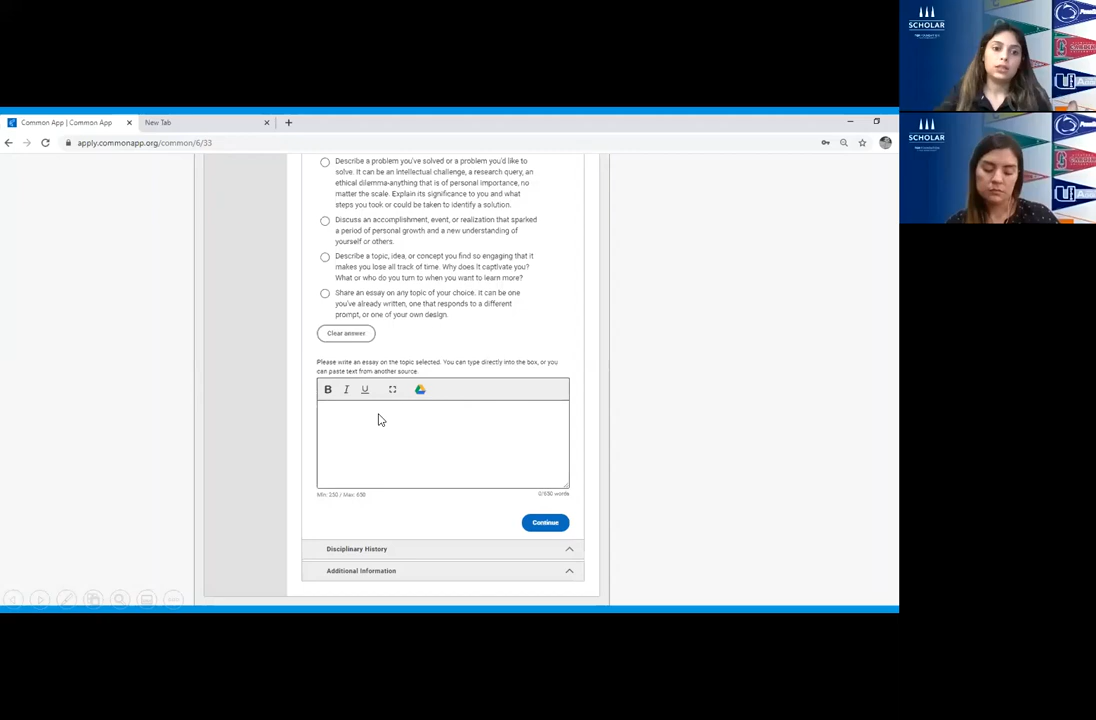 Common App | Common App
New Tab
apply.commonapp.org/common/6/33
Describe a problem you've solved or a problem you'd like to
solve. It can be an intellectual challenge, a research query, an
ethical dilemma-anything that is of personal importance, no
matter the scale. Explain its significance to you and what
steps you took or could be taken to identify a solution.
Discuss an accomplishment, event, or realization that sparked
a period of personal growth and a new understanding of
yourself or others.
Describe a topic, idea, or concept you find so engaging that it
makes you lose all track of time. Why does it captivate you?
What or who do you turn to when you want to learn more?
Share an essay on any topic of your choice. It can be one
you've already written, one that responds to a different
prompt, or one of your own design.
Clear answer
Please write an essay on the topic selected. You can type directly into the box, or you
can paste text from another source.
B I U
Min: 250 / Max: 650
0/650 words
Continue
Disciplinary History
Additional Information
SCHOLAR
SCHOLAR